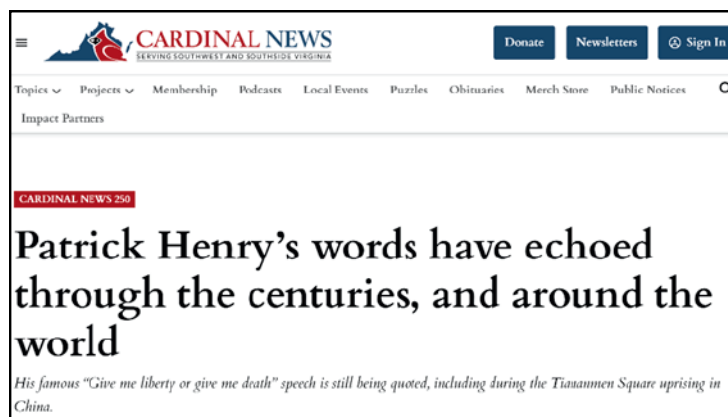 CARDINAL NEWS
SERVING SOUTHWEST AND SOUTHSIDE VIRGINIA
Donate Newsletters Sign In
Topics Projects Membership Podcasts Local Events Puzzles Obituaries Merch Store Public Notices
Impact Partners
CARDINAL NEWS 250
Patrick Henry’s words have echoed
through the centuries, and around the
world
His famous “Give me liberty or give me death” speech is still being quoted, including during the Tiananmen Square uprising in
China.